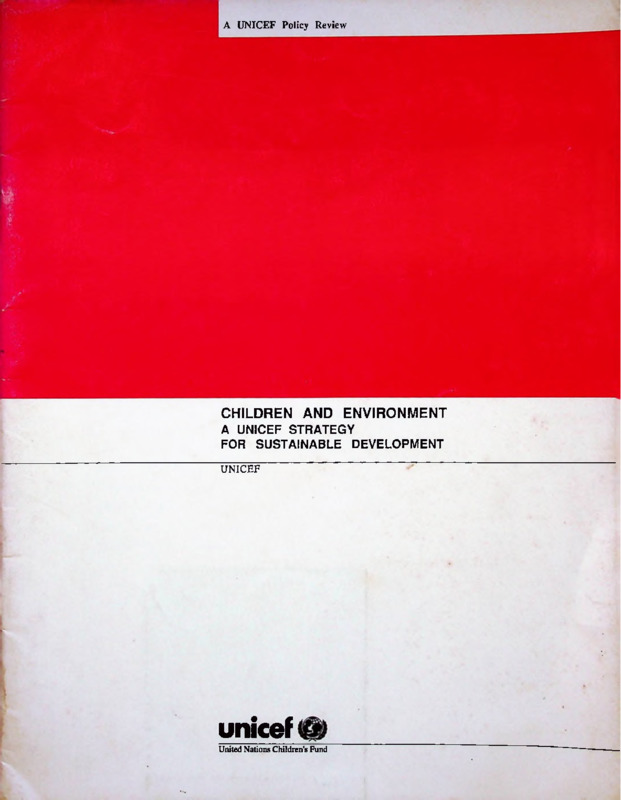 A UNICEF Policy Review
CHILDREN AND ENVIRONMENT
A UNICEF STRATEGY
FOR SUSTAINABLE DEVELOPMENT
UNICEF
unicef
United Nations Children's Fund